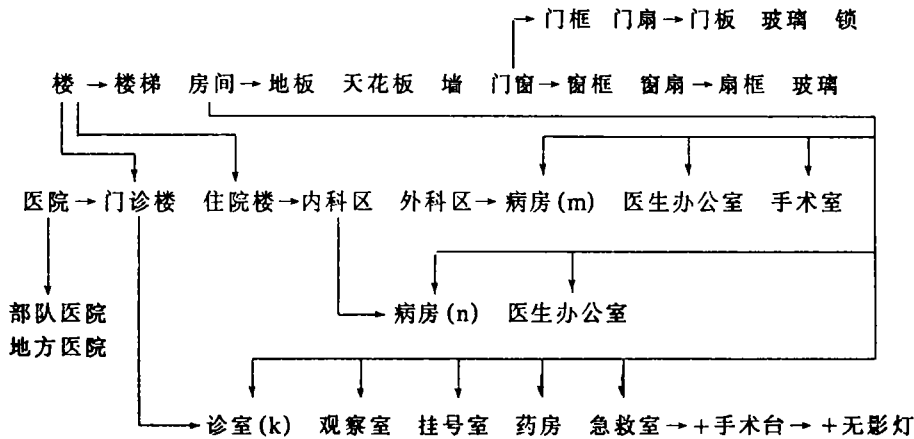 门框 门扇→门板 玻璃 锁
楼→楼梯 房间→地板 天花板 墙 门窗→窗框 窗扇→扇框 玻璃
医院→门诊楼 住院楼→内科区 外科区→病房(m) 医生办公室 手术室
部队医院 病房(n) 医生办公室
地方医院
诊室(k) 观察室 挂号室 药房 急救室→+手术台→+无影灯